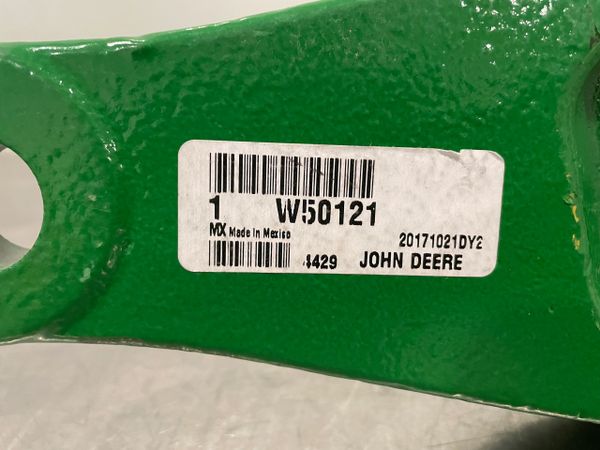 1 W50121
MX Made in Mexico 20171021DY2
4429 JOHN DEERE